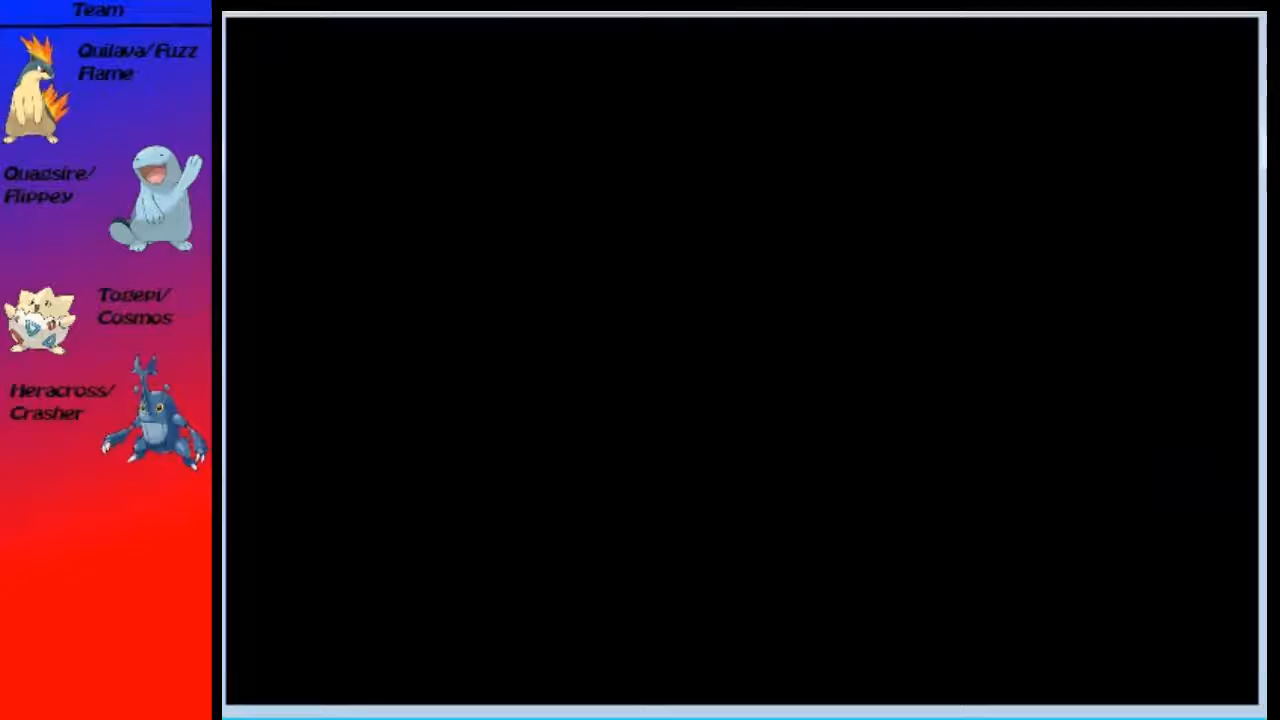 Team
Quilava/Fuzz
Flame
Quagsire/
Flippey
Togepi/
Cosmos
Heracross/
Crasher